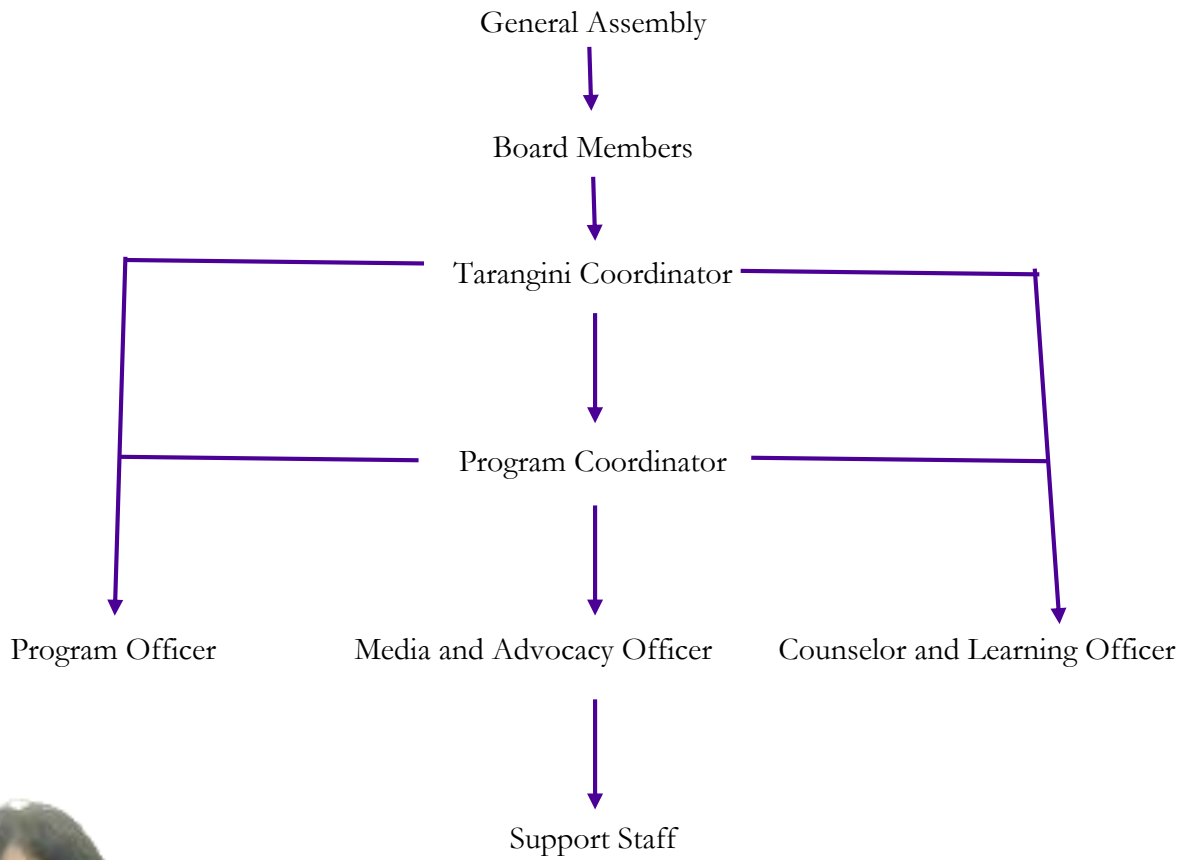 General Assembly
Board Members
Tarangini Coordinator
Program Coordinator
Program Officer
Media and Advocacy Officer
Counselor and Learning Officer
Support Staff